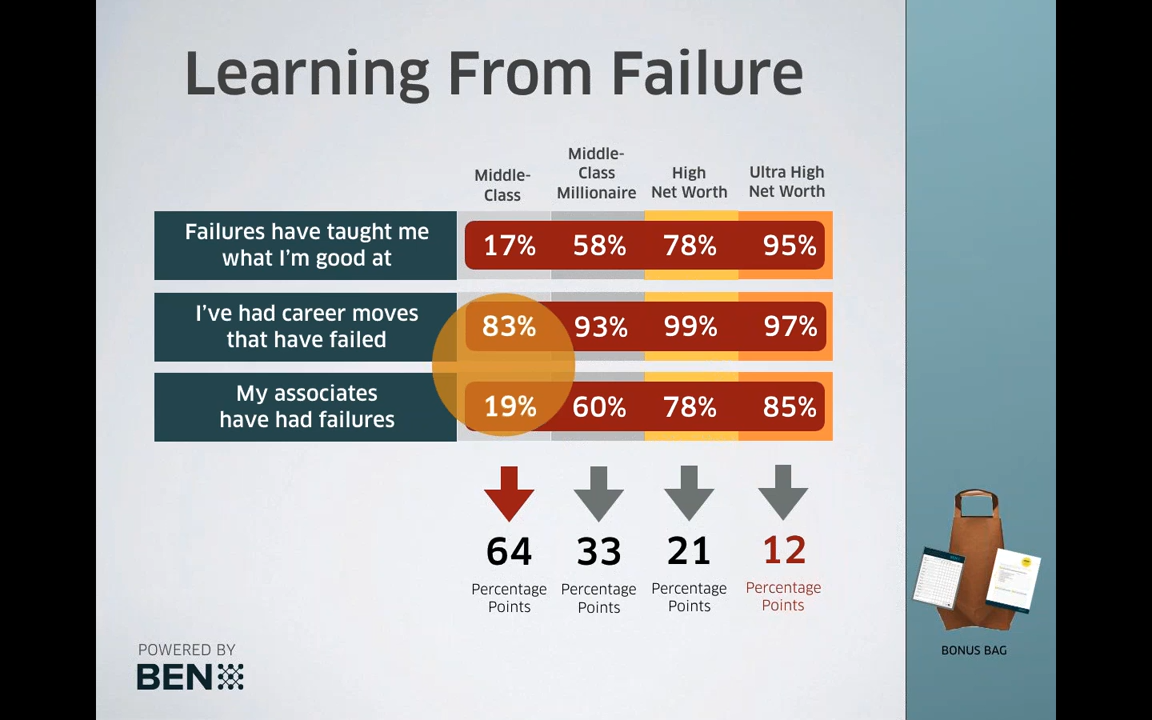 Learning From Failure
Middle-
Class
Middle-
Class
Millionaire
High
Net Worth
Ultra High
Net Worth
Failures have taught me
what I'm good at
17% 58% 78% 95%
I've had career moves
that have failed
83% 93% 99% 97%
My associates
have had failures
19% 60% 78% 85%
64 33 21 12
Percentage Percentage Percentage Percentage
Points Points Points Points
POWERED BY
BEN
BONUS BAG